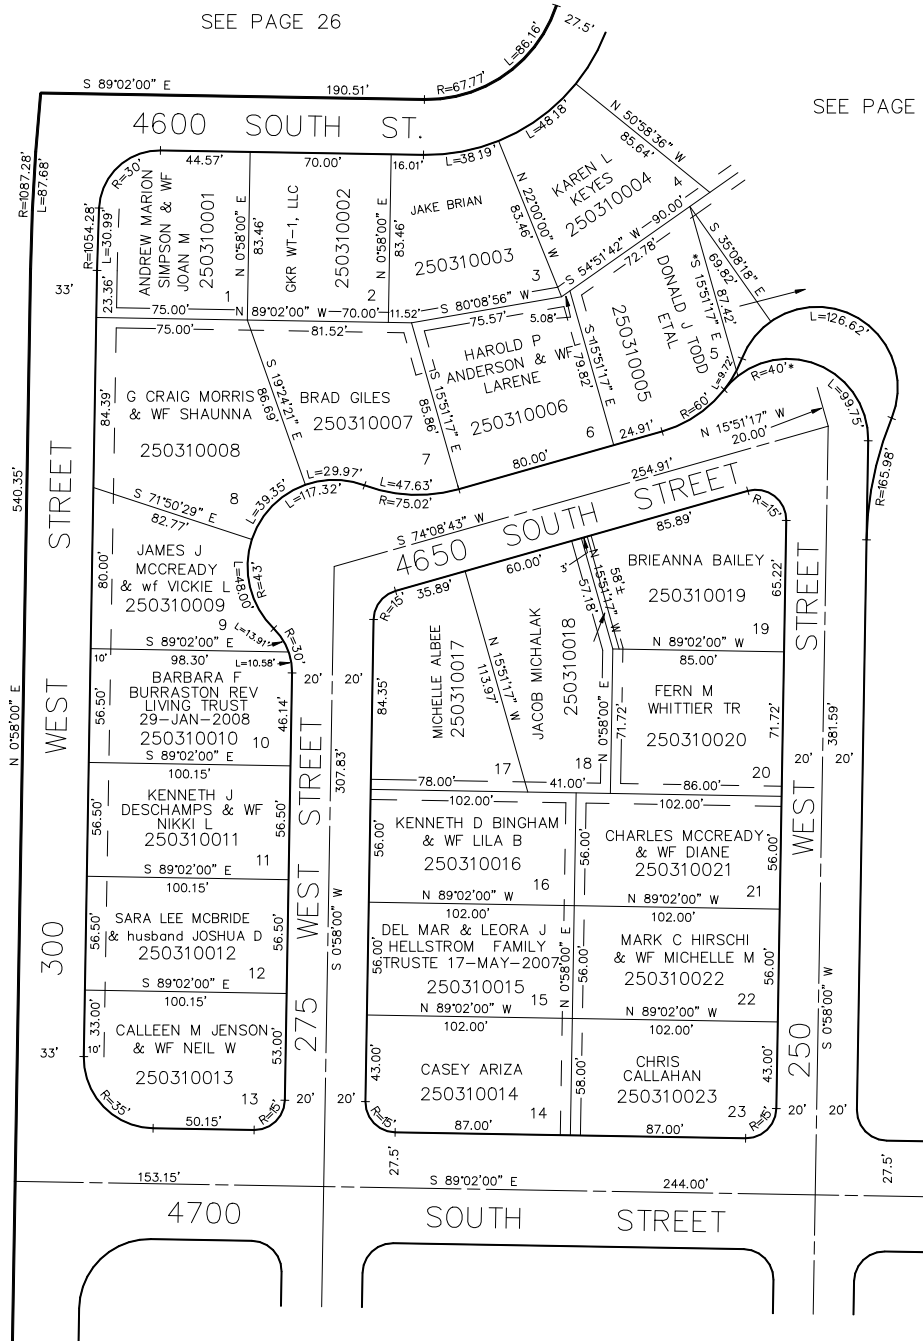 SEE PAGE 26
27.5'
L=86.16'
R=67.77'
S 89°02'00" E
190.51'
SEE PAGE
4600 SOUTH ST.
L=48.18'
N 50°58'36" W
85.64'
R=1087.28'
L=87.68'
R=30'
44.57'
70.00'
16.01'
L=38.19'
R=1054.28'
L=30.99'
23.36'
33'
ANDREW MARION
SIMPSON & WF
JOAN M
250310001
1
N 0°58'00" E
83.46'
GKR WT-1, LLC
250310002
2
N 0°58'00" E
83.46'
JAKE BRIAN
250310003
3
N 22°00'00" W
83.46'
KAREN L
KEYES
250310004
4
S 54°51'42" W
90.00'
72.78'
S 35°08'18" E
69.82'
*S 15°51'17" E
87.42'
DONALD J TODD
ETAL
250310005
5
75.00'
N 89°02'00" W
70.00'
11.52'
S 80°08'56" W
75.57'
5.08'
75.00'
81.52'
L=126.62'
L=9.72'
R=40'*
L=99.75'
R=60'
R=165.98'
S 15°51'17" E
79.82'
HAROLD P
ANDERSON & WF
LARENE
250310006
6
S 15°51'17" E
85.86'
24.91'
80.00'
N 15°51'17" W
20.00'
254.91'
S 19°24'21" E
86.69'
BRAD GILES
250310007
7
G CRAIG MORRIS
& WF SHAUNNA
250310008
8
84.39'
L=29.97'
L=117.32'
L=39.35'
L=47.63'
R=75.02'
S 71°50'29" E
82.77'
540.35'
S 74°08'43" W
4650 SOUTH STREET
85.89'
R=15'
60.00'
35.89'
R=15'
JAMES J
MCCREADY
& wf VICKIE L
250310009
9
80.00'
L=48.00'
R=43'
L=13.91'
R=30'
L=10.58'
S 89°02'00" E
98.30'
10'
3'
58'±
N 15°51'17" W
57.18'
BRIEANNA BAILEY
250310019
19
65.22'
N 89°02'00" W
85.00'
MICHELLE ALBEE
250310017
17
84.35'
78.00'
N 15°51'17" W
113.97'
JACOB MICHALAK
250310018
18
41.00'
N 0°58'00" E
71.72'
FERN M
WHITTIER TR
250310020
20
71.72'
86.00'
BARBARA F
BURRASTON REV
LIVING TRUST
29-JAN-2008
250310010
10
56.50'
46.14'
20'
20'
S 89°02'00" E
100.15'
KENNETH J
DESCHAMPS & WF
NIKKI L
250310011
11
56.50'
56.50'
S 89°02'00" E
100.15'
SARA LEE MCBRIDE
& husband JOSHUA D
250310012
12
56.50'
56.50'
S 89°02'00" E
100.15'
CALLEEN M JENSON
& WF NEIL W
250310013
13
33.00'
10'
33'
53.00'
R=35'
50.15'
R=15'
N 0°58'00" E
300 WEST STREET
275 WEST STREET
307.83'
S 0°58'00" W
20'
20'
102.00'
KENNETH D BINGHAM
& WF LILA B
250310016
16
56.00'
N 89°02'00" W
102.00'
DEL MAR & LEORA J
HELLSTROM FAMILY
TRUSTE 17-MAY-2007
250310015
15
56.00'
N 0°58'00" E
N 89°02'00" W
102.00'
CASEY ARIZA
250310014
14
43.00'
R=15'
87.00'
58.00'
102.00'
CHARLES MCCREADY
& WF DIANE
250310021
21
56.00'
56.00'
N 89°02'00" W
102.00'
MARK C HIRSCHI
& WF MICHELLE M
250310022
22
56.00'
56.00'
N 89°02'00" W
102.00'
CHRIS
CALLAHAN
250310023
23
43.00'
R=15'
87.00'
250 WEST STREET
381.59'
20'
20'
S 0°58'00" W
20'
20'
27.5'
27.5'
153.15'
S 89°02'00" E
244.00'
4700 SOUTH STREET